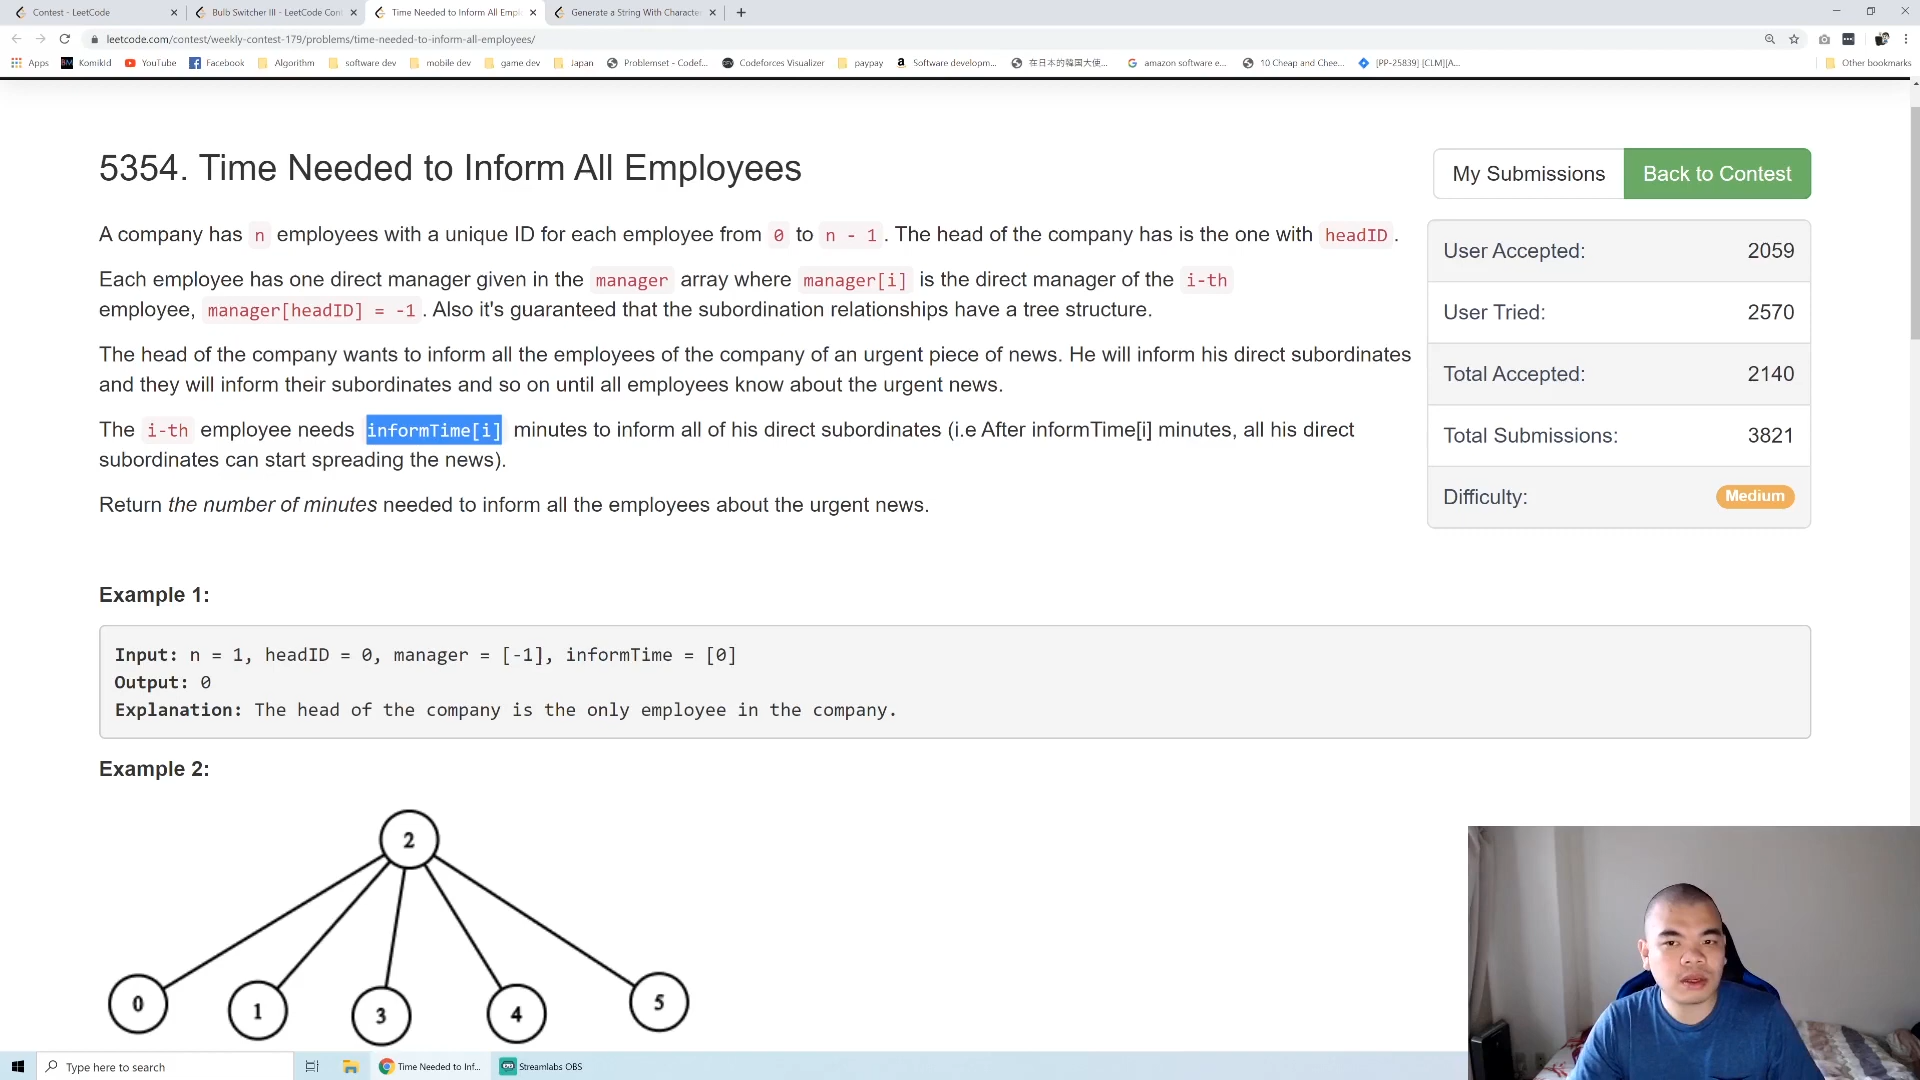 Contest - LeetCode
Bulb Switcher III - LeetCode Cont
Time Needed to Inform All Empl
Generate a String With Characte
leetcode.com/contest/weekly-contest-179/problems/time-needed-to-inform-all-employees/
Apps
Komikld
YouTube
Facebook
Algorithm
software dev
mobile dev
game dev
Japan
Problemset - Codef...
Codeforces Visualizer
paypay
Software developm...
在日本的韓国大使...
amazon software e...
10 Cheap and Chee...
[PP-25839] [CLM][A...
Other bookmarks
5354. Time Needed to Inform All Employees
My Submissions
Back to Contest
A company has n employees with a unique ID for each employee from 0 to n - 1. The head of the company has is the one with headID.
Each employee has one direct manager given in the manager array where manager[i] is the direct manager of the i-th
employee, manager[headID] = -1. Also it's guaranteed that the subordination relationships have a tree structure.
The head of the company wants to inform all the employees of the company of an urgent piece of news. He will inform his direct subordinates
and they will inform their subordinates and so on until all employees know about the urgent news.
The i-th employee needs informTime[i] minutes to inform all of his direct subordinates (i.e After informTime[i] minutes, all his direct
subordinates can start spreading the news).
Return the number of minutes needed to inform all the employees about the urgent news.
User Accepted: 2059
User Tried: 2570
Total Accepted: 2140
Total Submissions: 3821
Difficulty: Medium
Example 1:
Input: n = 1, headID = 0, manager = [-1], informTime = [0]
Output: 0
Explanation: The head of the company is the only employee in the company.
Example 2:
2
0 1 3 4 5
Type here to search
Time Needed to Inf...
Streamlabs OBS